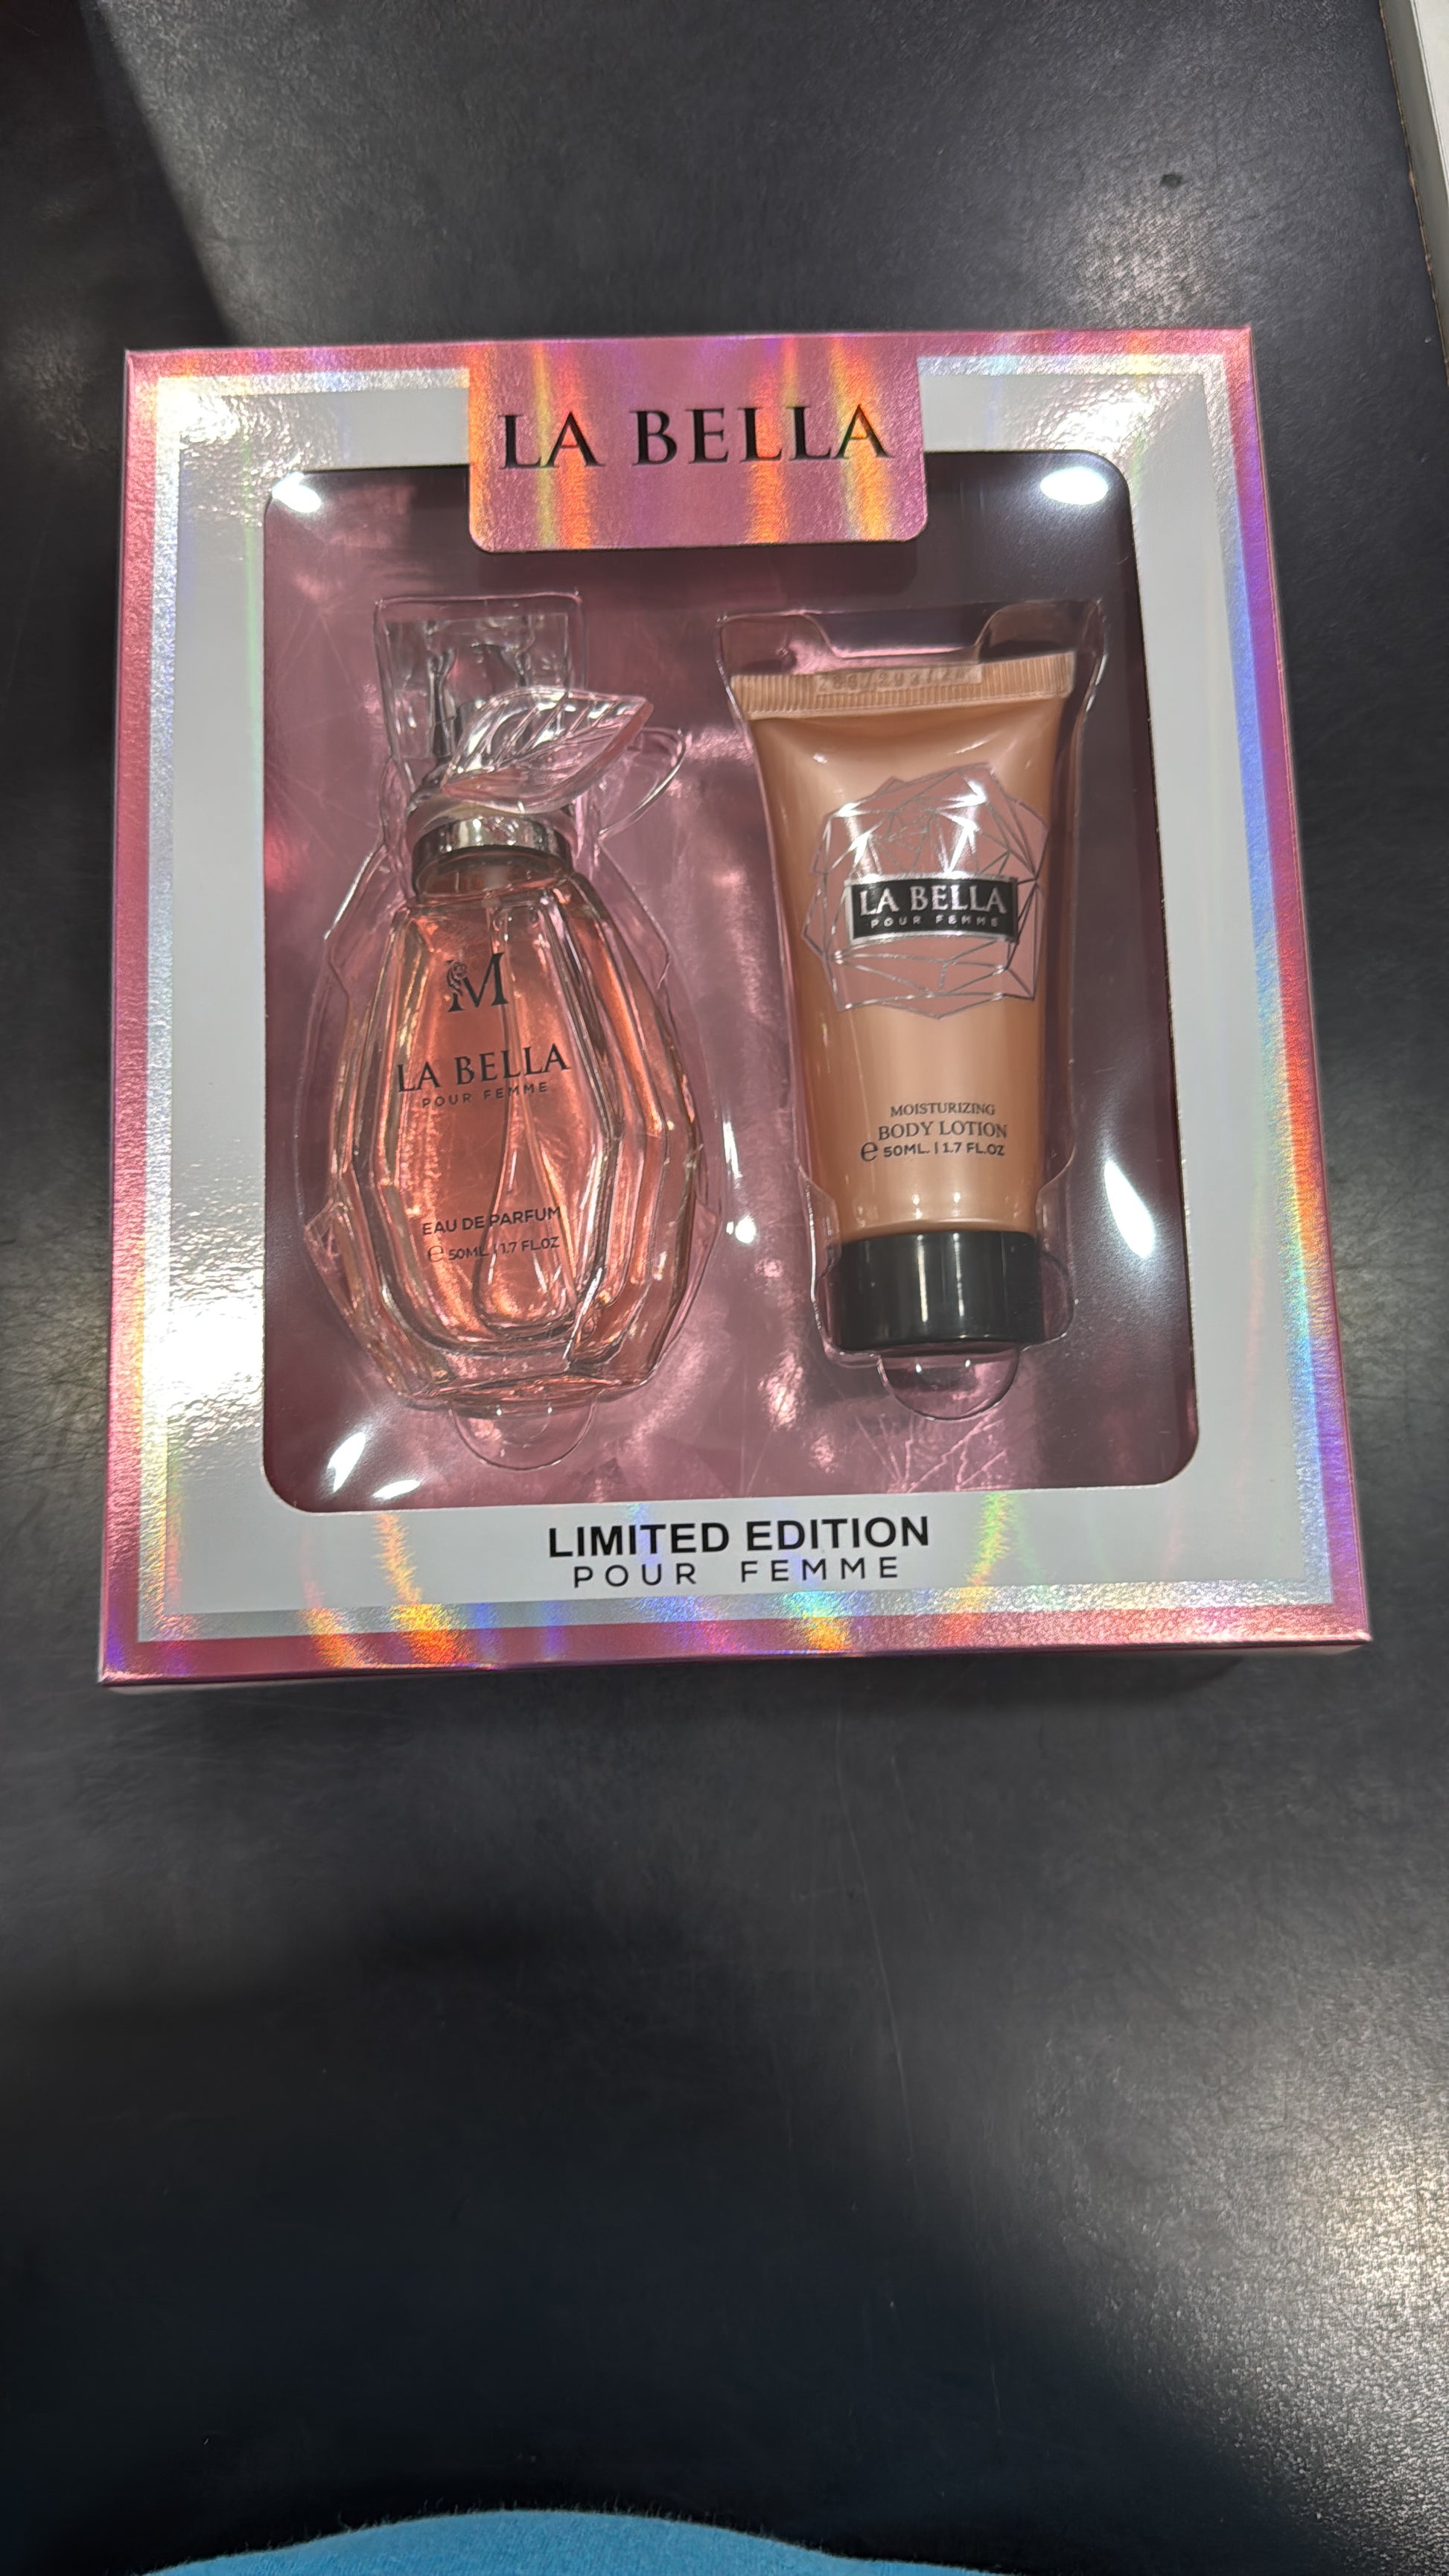 LA BELLA
M
LA BELLA
POUR FEMME
EAU DE PARFUM
e 50ML. | 1.7 FL.OZ
LA BELLA
POUR FEMME
MOISTURIZING
BODY LOTION
e 50ML. | 1.7 FL.OZ
LIMITED EDITION
POUR FEMME